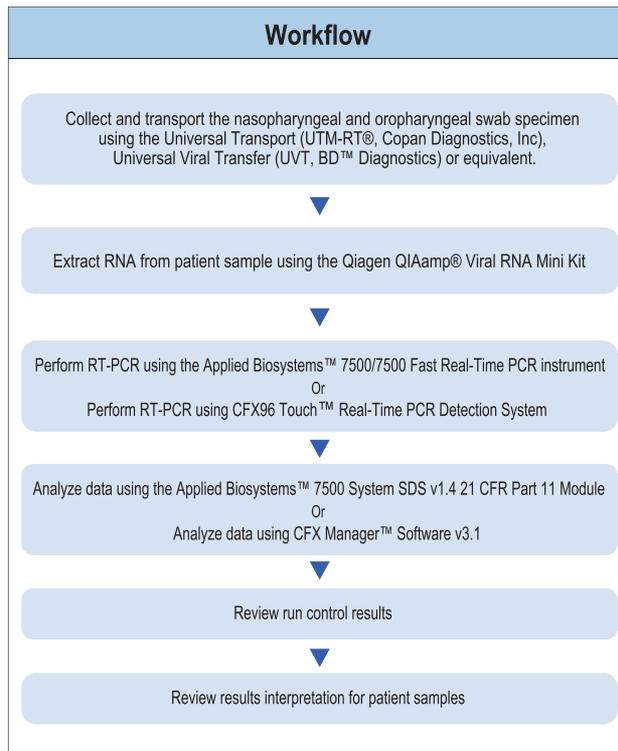 Workflow
Collect and transport the nasopharyngeal and oropharyngeal swab specimen
using the Universal Transport (UTM-RT®, Copan Diagnostics, Inc),
Universal Viral Transfer (UVT, BD™ Diagnostics) or equivalent.
Extract RNA from patient sample using the Qiagen QIAamp® Viral RNA Mini Kit
Perform RT-PCR using the Applied Biosystems™ 7500/7500 Fast Real-Time PCR instrument
Or
Perform RT-PCR using CFX96 Touch™ Real-Time PCR Detection System
Analyze data using the Applied Biosystems™ 7500 System SDS v1.4 21 CFR Part 11 Module
Or
Analyze data using CFX Manager™ Software v3.1
Review run control results
Review results interpretation for patient samples